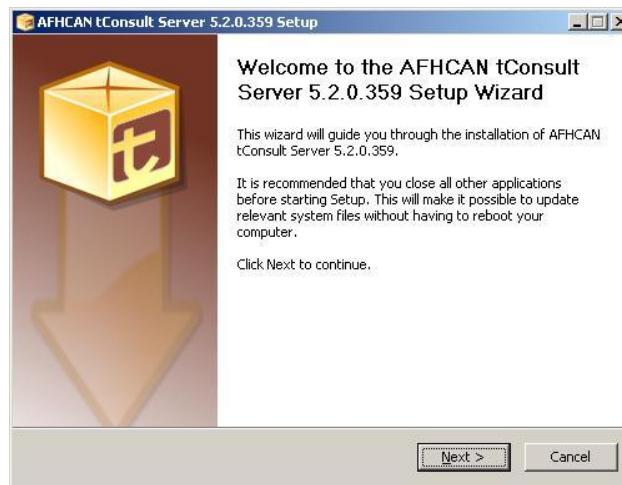 AFHCAN tConsult Server 5.2.0.359 Setup
Welcome to the AFHCAN tConsult
Server 5.2.0.359 Setup Wizard
This wizard will guide you through the installation of AFHCAN
tConsult Server 5.2.0.359.
It is recommended that you close all other applications
before starting Setup. This will make it possible to update
relevant system files without having to reboot your
computer.
Click Next to continue.
t
Next >
Cancel